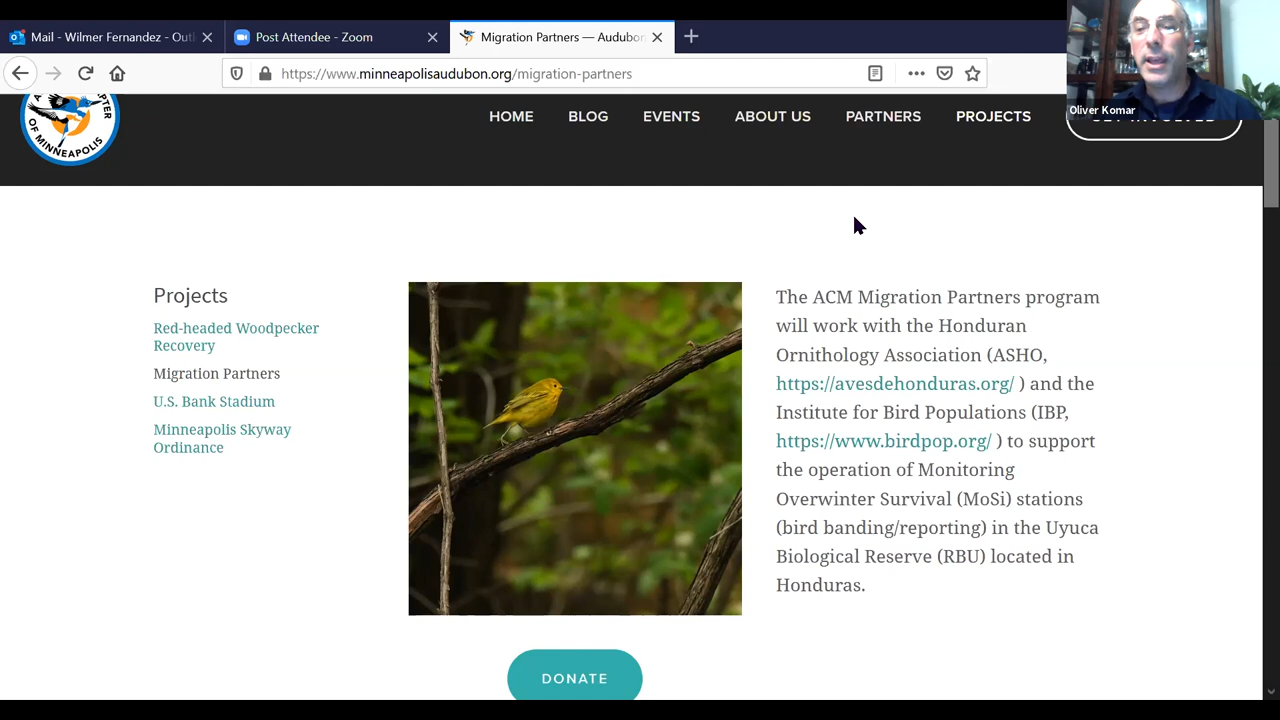 Mail - Wilmer Fernandez - Outl
Post Attendee - Zoom
Migration Partners — Audubon
https://www.minneapolisaudubon.org/migration-partners
Oliver Komar
OF MINNEAPOLIS
HOME
BLOG
EVENTS
ABOUT US
PARTNERS
PROJECTS
Projects
Red-headed Woodpecker
Recovery
Migration Partners
U.S. Bank Stadium
Minneapolis Skyway
Ordinance
The ACM Migration Partners program
will work with the Honduran
Ornithology Association (ASHO,
https://avesdehonduras.org/ ) and the
Institute for Bird Populations (IBP,
https://www.birdpop.org/ ) to support
the operation of Monitoring
Overwinter Survival (MoSi) stations
(bird banding/reporting) in the Uyuca
Biological Reserve (RBU) located in
Honduras.
DONATE